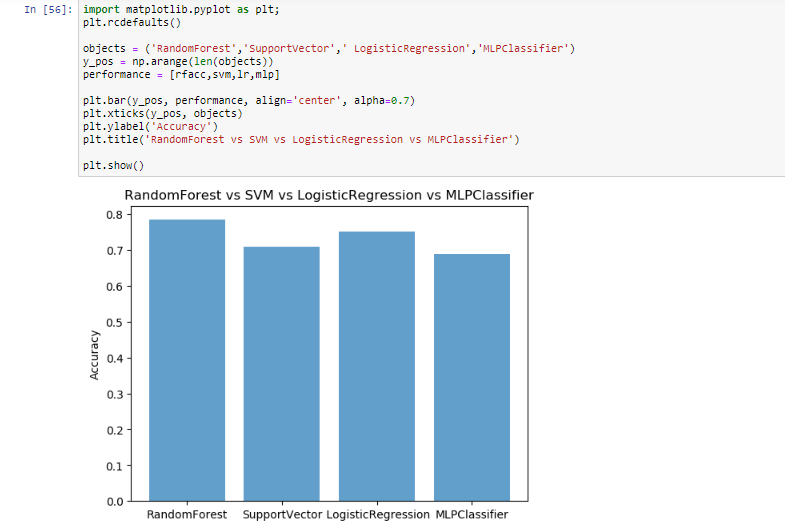 In [56]: import matplotlib.pyplot as plt;
plt.rcdefaults()
objects = ('RandomForest','SupportVector',' LogisticRegression','MLPClassifier')
y_pos = np.arange(len(objects))
performance = [rfacc,svm,lr,mlp]
plt.bar(y_pos, performance, align='center', alpha=0.7)
plt.xticks(y_pos, objects)
plt.ylabel('Accuracy')
plt.title('RandomForest vs SVM vs LogisticRegression vs MLPClassifier')
plt.show()
RandomForest vs SVM vs LogisticRegression vs MLPClassifier
0.8
0.7
0.6
0.5
0.4
0.3
0.2
0.1
0.0
Accuracy
RandomForest SupportVector LogisticRegression MLPClassifier